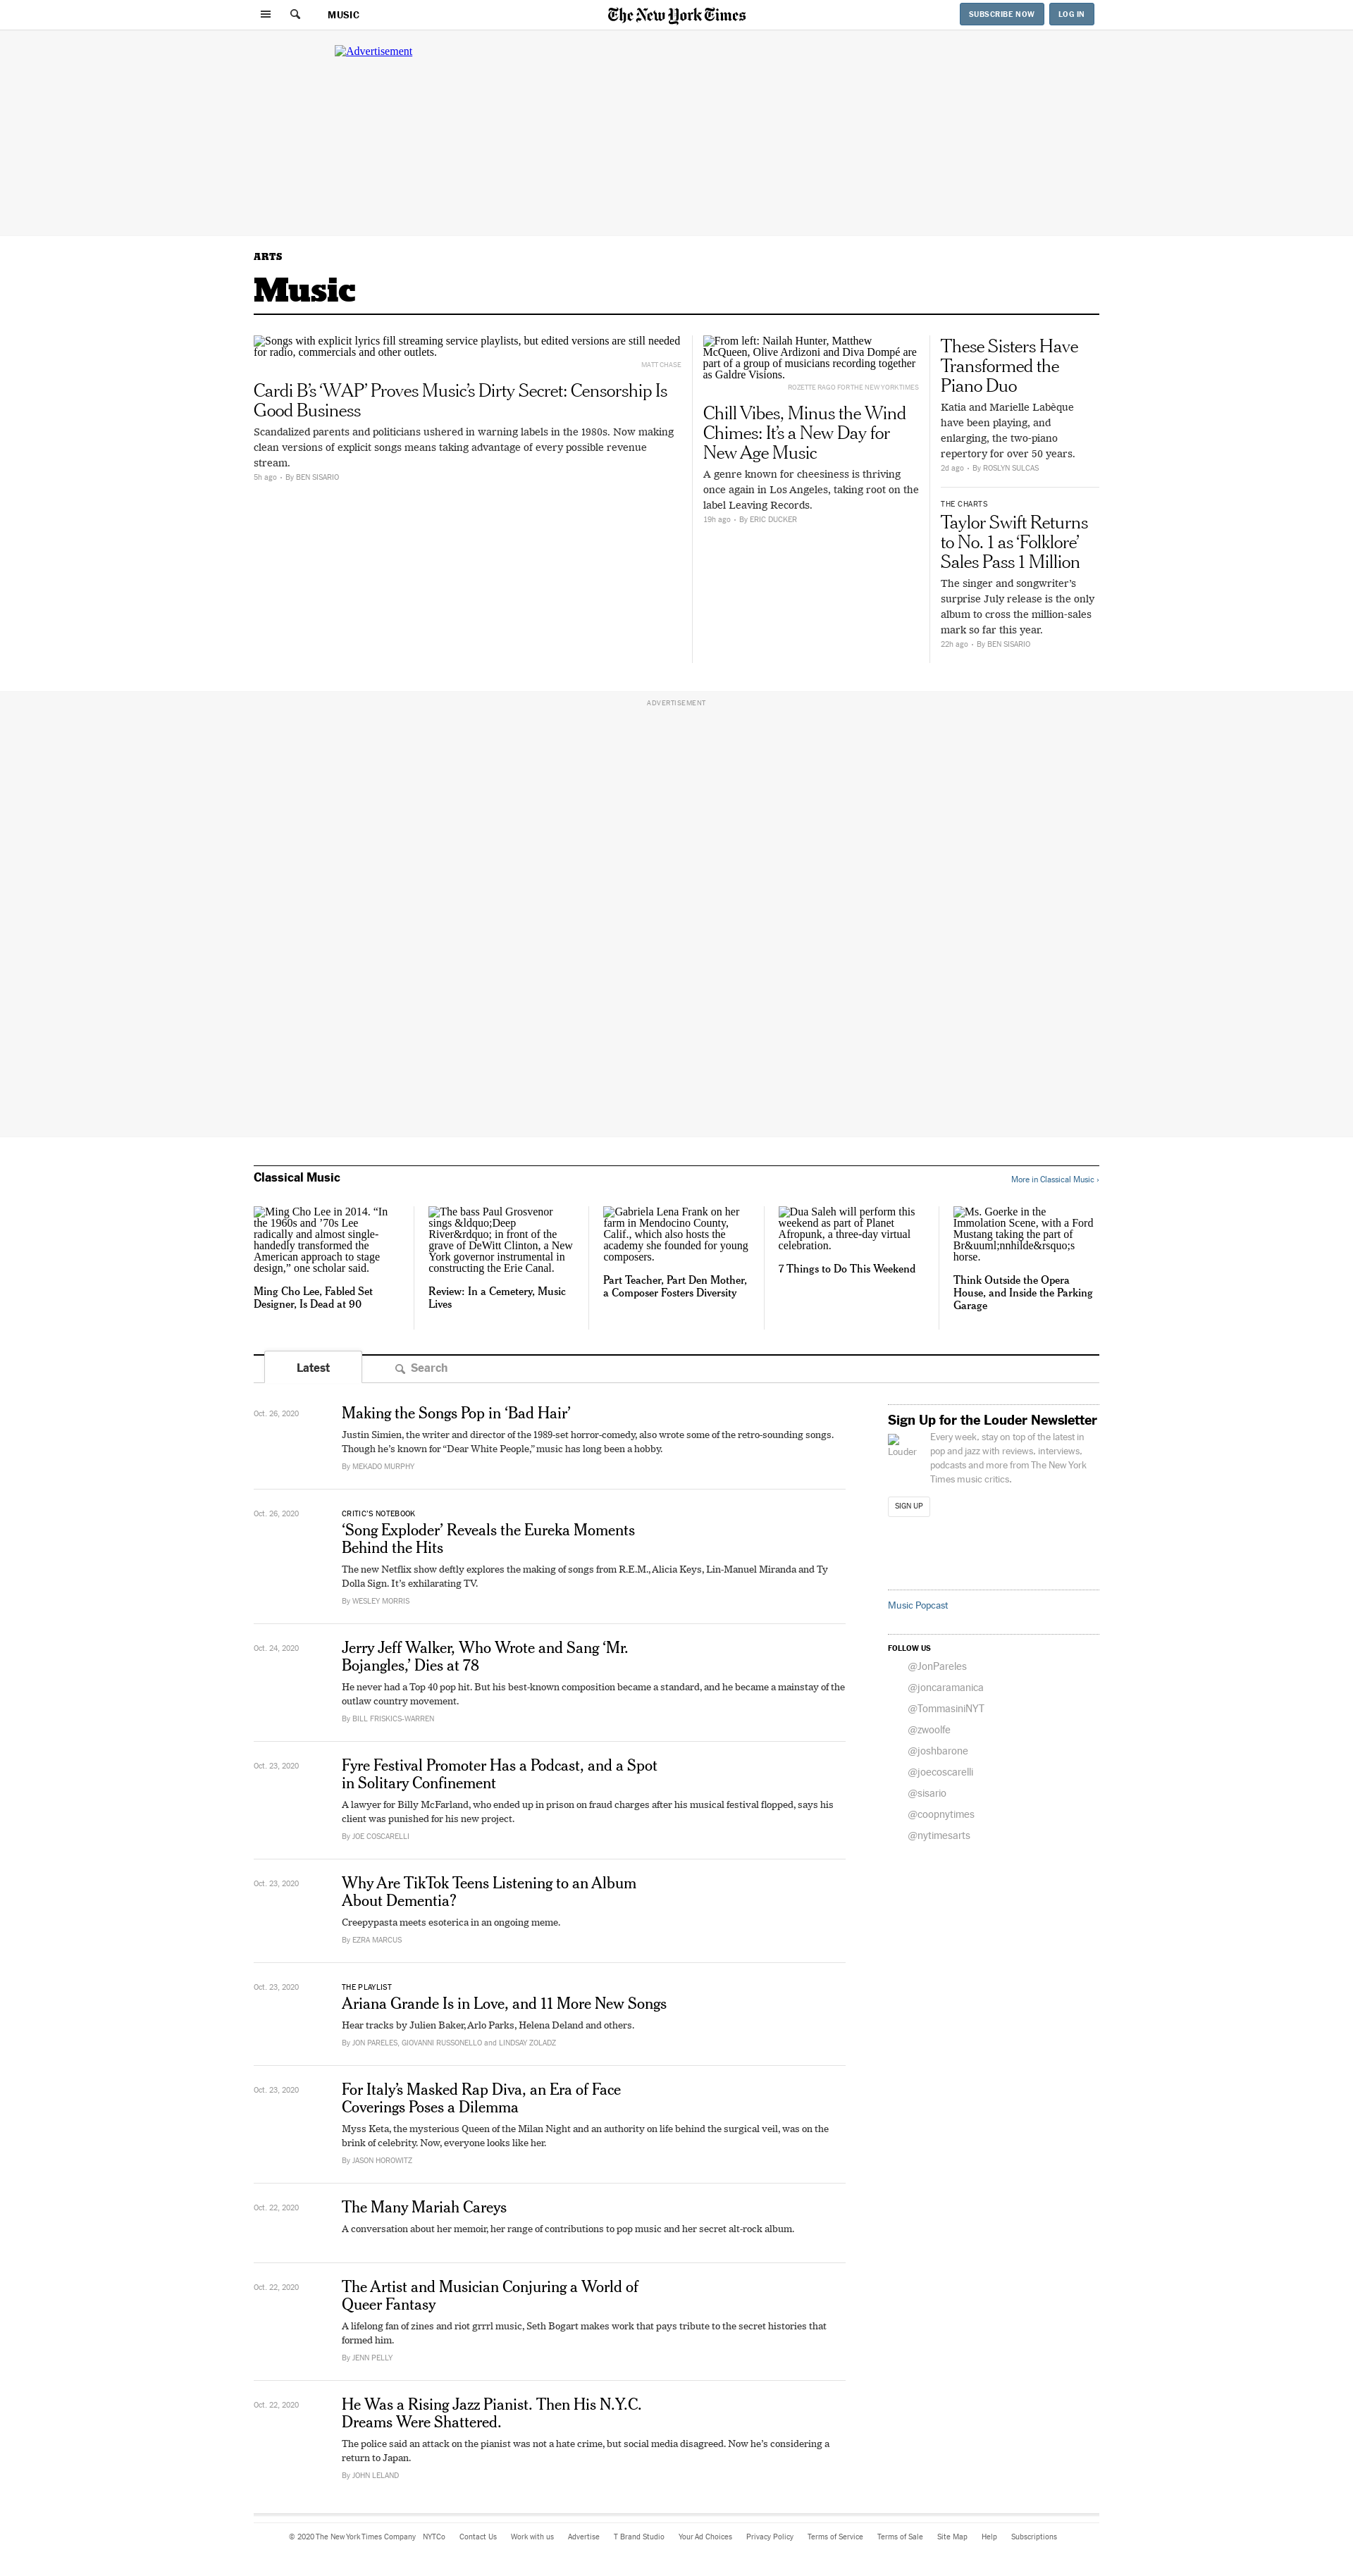 MUSIC
The New York Times
SUBSCRIBE NOW
LOG IN
Advertisement
ARTS
Music
Songs with explicit lyrics fill streaming service playlists, but edited versions are still needed
for radio, commercials and other outlets.
MATT CHASE
Cardi B’s ‘WAP’ Proves Music’s Dirty Secret: Censorship Is
Good Business
Scandalized parents and politicians ushered in warning labels in the 1980s. Now making
clean versions of explicit songs means taking advantage of every possible revenue
stream.
5h ago • By BEN SISARIO
From left: Nailah Hunter, Matthew
McQueen, Olive Ardizoni and Diva Dompé are
part of a group of musicians recording together
as Galdre Visions.
ROZETTE RAGO FOR THE NEW YORK TIMES
Chill Vibes, Minus the Wind
Chimes: It’s a New Day for
New Age Music
A genre known for cheesiness is thriving
once again in Los Angeles, taking root on the
label Leaving Records.
19h ago • By ERIC DUCKER
These Sisters Have
Transformed the
Piano Duo
Katia and Marielle Labèque
have been playing, and
enlarging, the two-piano
repertory for over 50 years.
2d ago • By ROSLYN SULCAS
THE CHARTS
Taylor Swift Returns
to No. 1 as ‘Folklore’
Sales Pass 1 Million
The singer and songwriter’s
surprise July release is the only
album to cross the million-sales
mark so far this year.
22h ago • By BEN SISARIO
ADVERTISEMENT
Classical Music
More in Classical Music ›
Ming Cho Lee in 2014. “In
the 1960s and ’70s Lee
radically and almost single-
handedly transformed the
American approach to stage
design,” one scholar said.
Ming Cho Lee, Fabled Set
Designer, Is Dead at 90
The bass Paul Grosvenor
sings &ldquo;Deep
River&rdquo; in front of the
grave of DeWitt Clinton, a New
York governor instrumental in
constructing the Erie Canal.
Review: In a Cemetery, Music
Lives
Gabriela Lena Frank on her
farm in Mendocino County,
Calif., which also hosts the
academy she founded for young
composers.
Part Teacher, Part Den Mother,
a Composer Fosters Diversity
Dua Saleh will perform this
weekend as part of Planet
Afropunk, a three-day virtual
celebration.
7 Things to Do This Weekend
Ms. Goerke in the
Immolation Scene, with a Ford
Mustang taking the part of
Br&uuml;nnhilde&rsquo;s
horse.
Think Outside the Opera
House, and Inside the Parking
Garage
Latest
Search
Oct. 26, 2020
Making the Songs Pop in ‘Bad Hair’
Justin Simien, the writer and director of the 1989-set horror-comedy, also wrote some of the retro-sounding songs.
Though he’s known for “Dear White People,” music has long been a hobby.
By MEKADO MURPHY
Oct. 26, 2020
CRITIC’S NOTEBOOK
‘Song Exploder’ Reveals the Eureka Moments
Behind the Hits
The new Netflix show deftly explores the making of songs from R.E.M., Alicia Keys, Lin-Manuel Miranda and Ty
Dolla Sign. It’s exhilarating TV.
By WESLEY MORRIS
Oct. 24, 2020
Jerry Jeff Walker, Who Wrote and Sang ‘Mr.
Bojangles,’ Dies at 78
He never had a Top 40 pop hit. But his best-known composition became a standard, and he became a mainstay of the
outlaw country movement.
By BILL FRISKICS-WARREN
Oct. 23, 2020
Fyre Festival Promoter Has a Podcast, and a Spot
in Solitary Confinement
A lawyer for Billy McFarland, who ended up in prison on fraud charges after his musical festival flopped, says his
client was punished for his new project.
By JOE COSCARELLI
Oct. 23, 2020
Why Are TikTok Teens Listening to an Album
About Dementia?
Creepypasta meets esoterica in an ongoing meme.
By EZRA MARCUS
Oct. 23, 2020
THE PLAYLIST
Ariana Grande Is in Love, and 11 More New Songs
Hear tracks by Julien Baker, Arlo Parks, Helena Deland and others.
By JON PARELES, GIOVANNI RUSSONELLO and LINDSAY ZOLADZ
Oct. 23, 2020
For Italy’s Masked Rap Diva, an Era of Face
Coverings Poses a Dilemma
Myss Keta, the mysterious Queen of the Milan Night and an authority on life behind the surgical veil, was on the
brink of celebrity. Now, everyone looks like her.
By JASON HOROWITZ
Oct. 22, 2020
The Many Mariah Careys
A conversation about her memoir, her range of contributions to pop music and her secret alt-rock album.
Oct. 22, 2020
The Artist and Musician Conjuring a World of
Queer Fantasy
A lifelong fan of zines and riot grrrl music, Seth Bogart makes work that pays tribute to the secret histories that
formed him.
By JENN PELLY
Oct. 22, 2020
He Was a Rising Jazz Pianist. Then His N.Y.C.
Dreams Were Shattered.
The police said an attack on the pianist was not a hate crime, but social media disagreed. Now he’s considering a
return to Japan.
By JOHN LELAND
Sign Up for the Louder Newsletter
Louder
Every week, stay on top of the latest in
pop and jazz with reviews, interviews,
podcasts and more from The New York
Times music critics.
SIGN UP
Music Popcast
FOLLOW US
@JonPareles
@joncaramanica
@TommasiniNYT
@zwoolfe
@joshbarone
@joecoscarelli
@sisario
@coopnytimes
@nytimesarts
© 2020 The New York Times Company NYTCo Contact Us Work with us Advertise T Brand Studio Your Ad Choices Privacy Policy Terms of Service Terms of Sale Site Map Help Subscriptions